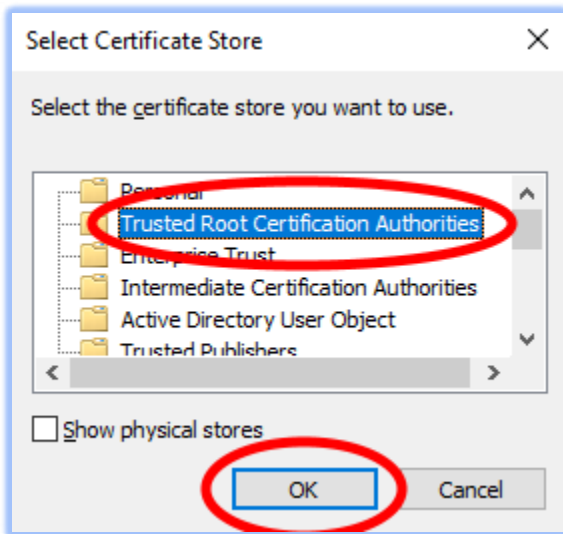 Select Certificate Store
Select the certificate store you want to use.
Personal
Trusted Root Certification Authorities
Enterprise Trust
Intermediate Certification Authorities
Active Directory User Object
Trusted Publishers
Show physical stores
OK
Cancel